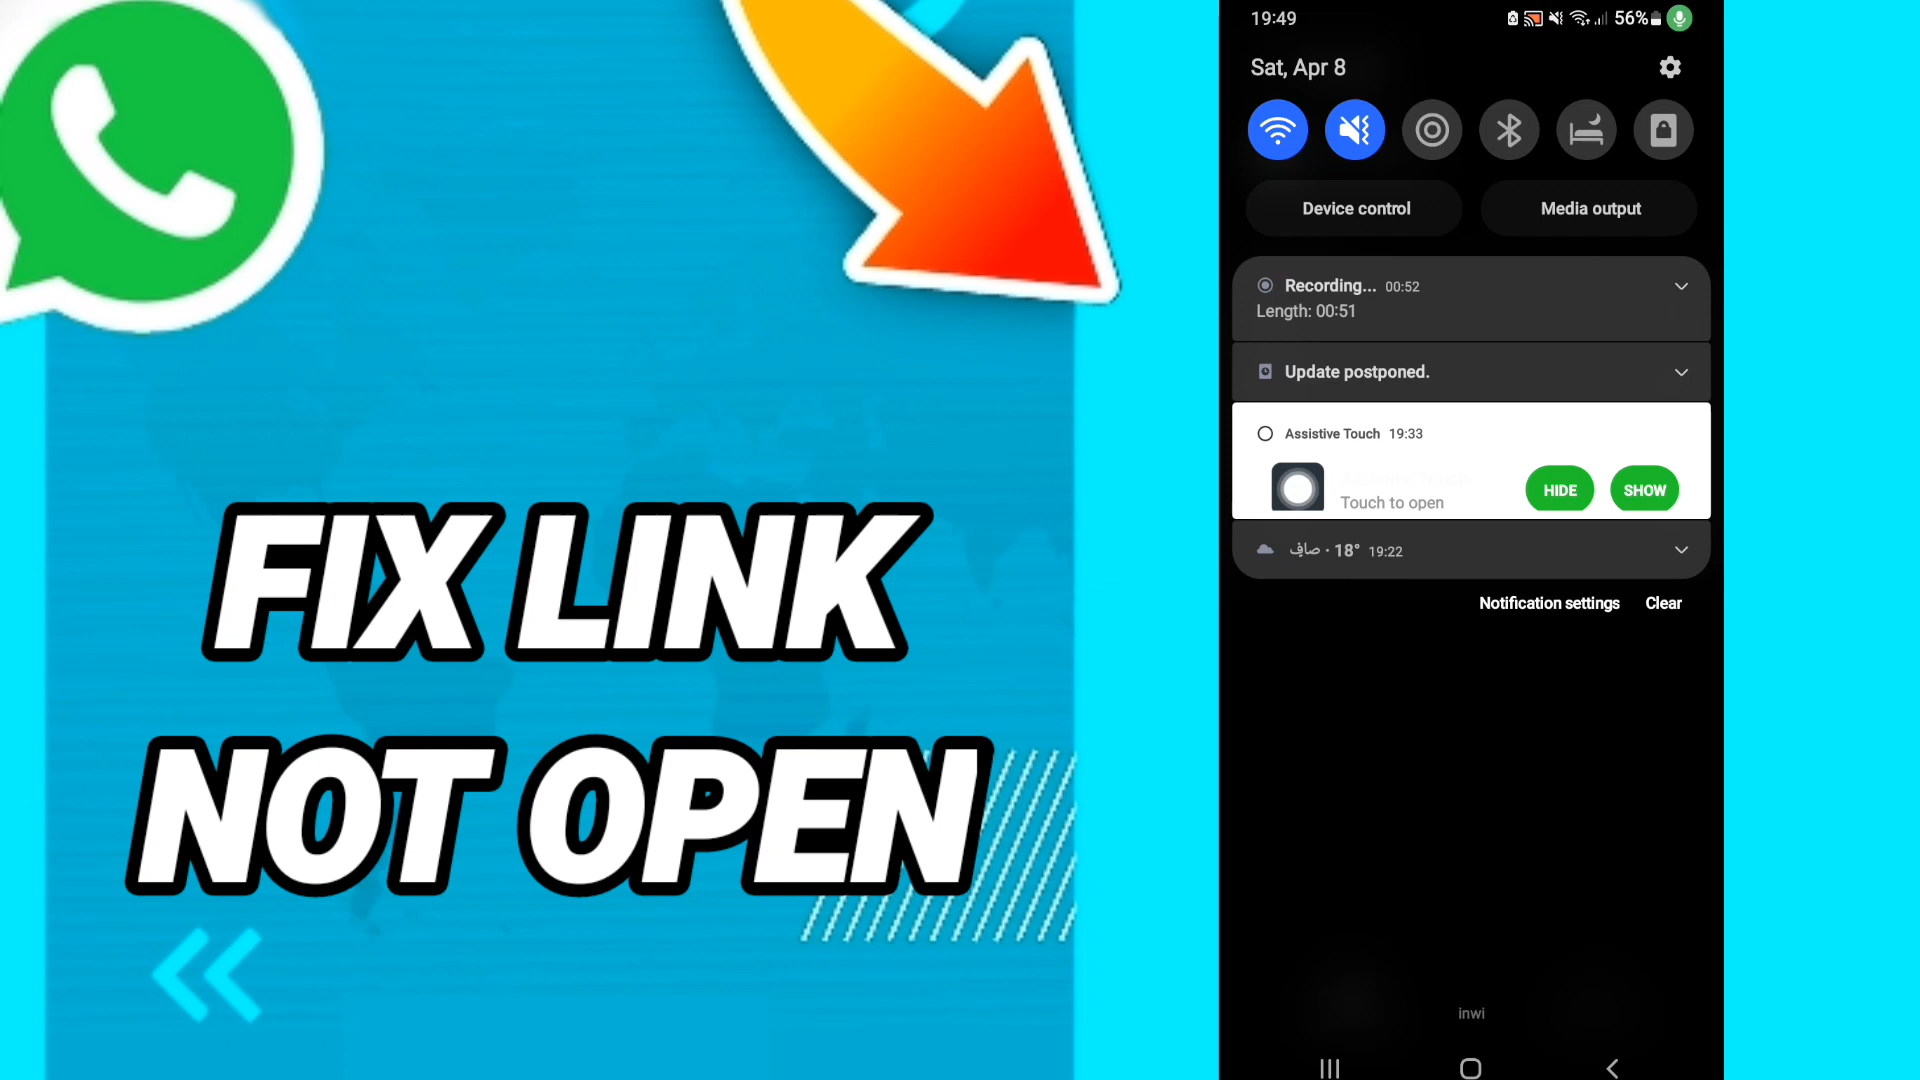 FIX LINK
NOT OPEN
19:49
56%
Sat, Apr 8
Device control
Media output
Recording... 00:52
Length: 00:51
Update postponed.
Assistive Touch 19:33
Touch to open
HIDE
SHOW
صافٍ · 18° 19:22
Notification settings
Clear
inwi